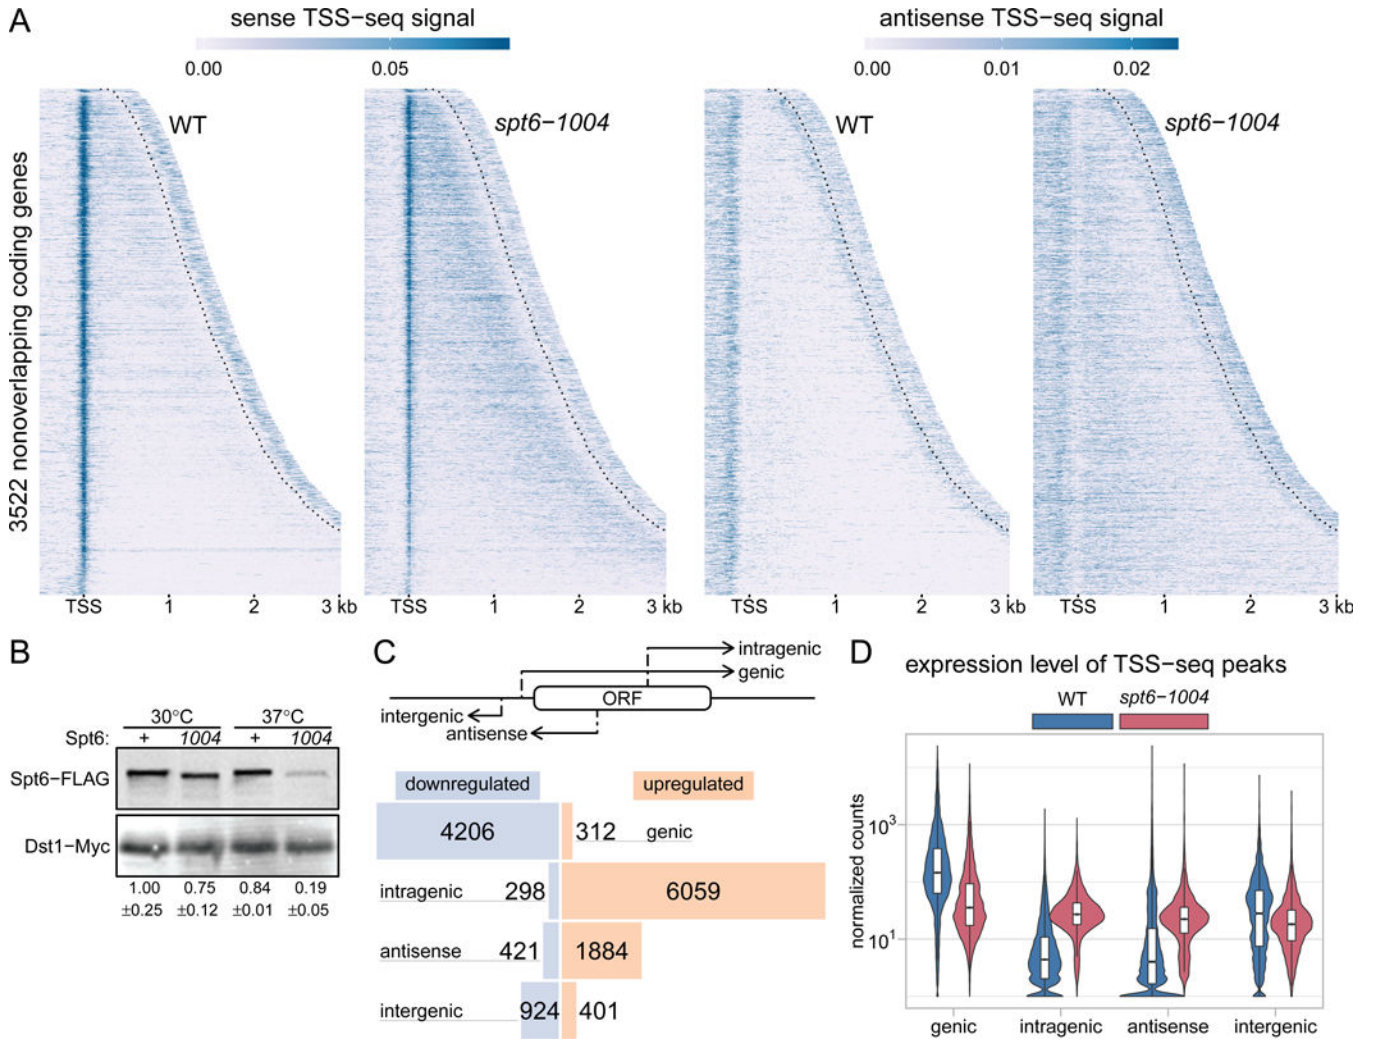 A
sense TSS−seq signal
antisense TSS−seq signal
0.00 0.05
0.00 0.01 0.02
WT
spt6−1004
WT
spt6−1004
3522 nonoverlapping coding genes
TSS 1 2 3 kb
TSS 1 2 3 kb
TSS 1 2 3 kb
TSS 1 2 3 kb
B
30°C 37°C
Spt6: + 1004 + 1004
Spt6−FLAG
Dst1−Myc
1.00 0.75 0.84 0.19
±0.25 ±0.12 ±0.01 ±0.05
C
intragenic
genic
ORF
intergenic
antisense
downregulated upregulated
4206 312 genic
intragenic 298 6059
antisense 421 1884
intergenic 924 401
D
expression level of TSS−seq peaks
WT spt6−1004
normalized counts
10³
10¹
genic intragenic antisense intergenic